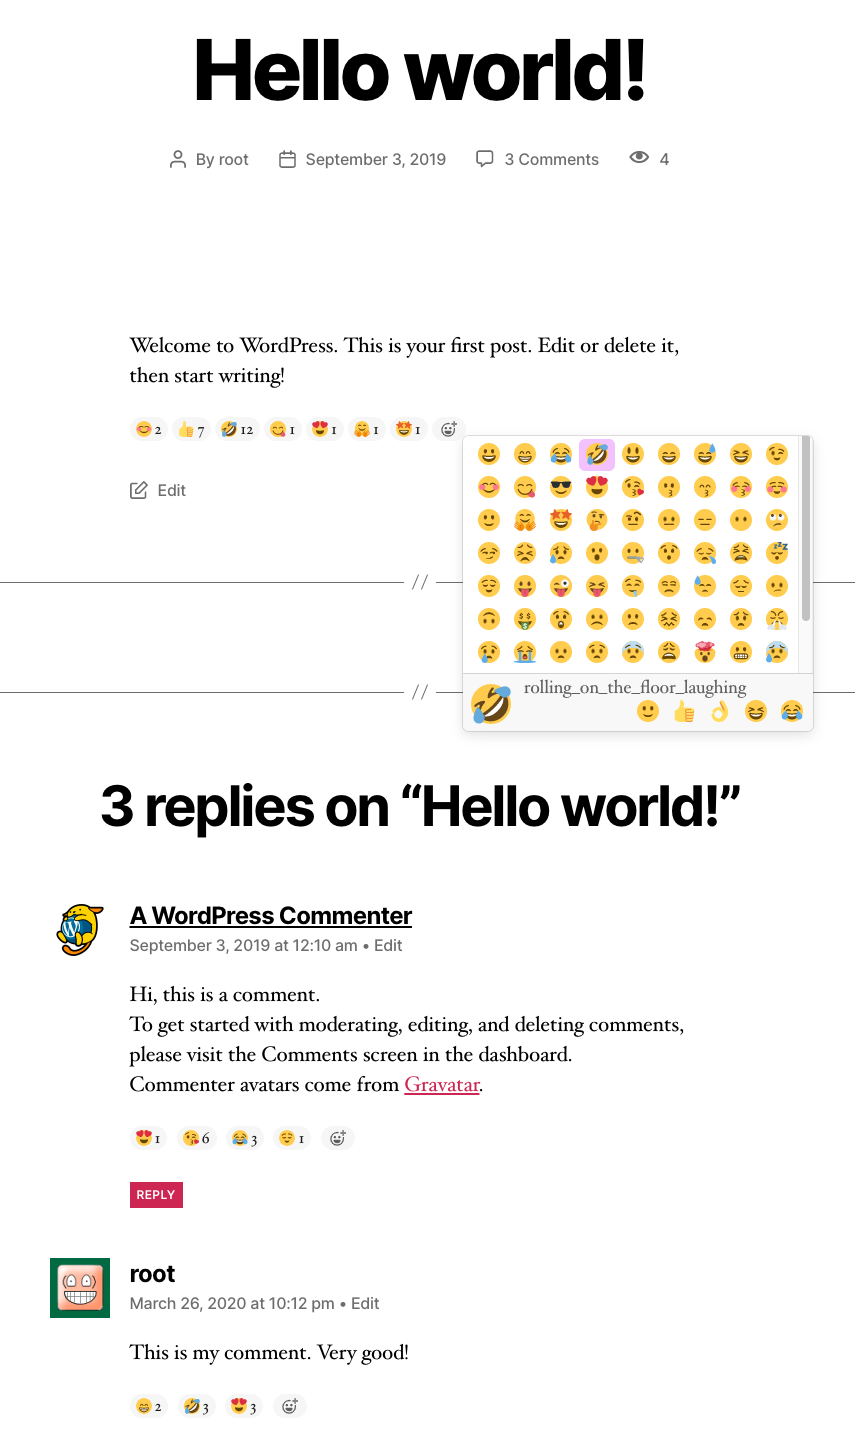 Hello world!
By root September 3, 2019 3 Comments 4
Welcome to WordPress. This is your first post. Edit or delete it,
then start writing!
2 7 12 1 1 1 1
Edit
//
//
rolling_on_the_floor_laughing
3 replies on “Hello world!”
A WordPress Commenter
September 3, 2019 at 12:10 am • Edit
Hi, this is a comment.
To get started with moderating, editing, and deleting comments,
please visit the Comments screen in the dashboard.
Commenter avatars come from Gravatar.
1 6 3 1
REPLY
root
March 26, 2020 at 10:12 pm • Edit
This is my comment. Very good!
2 3 3